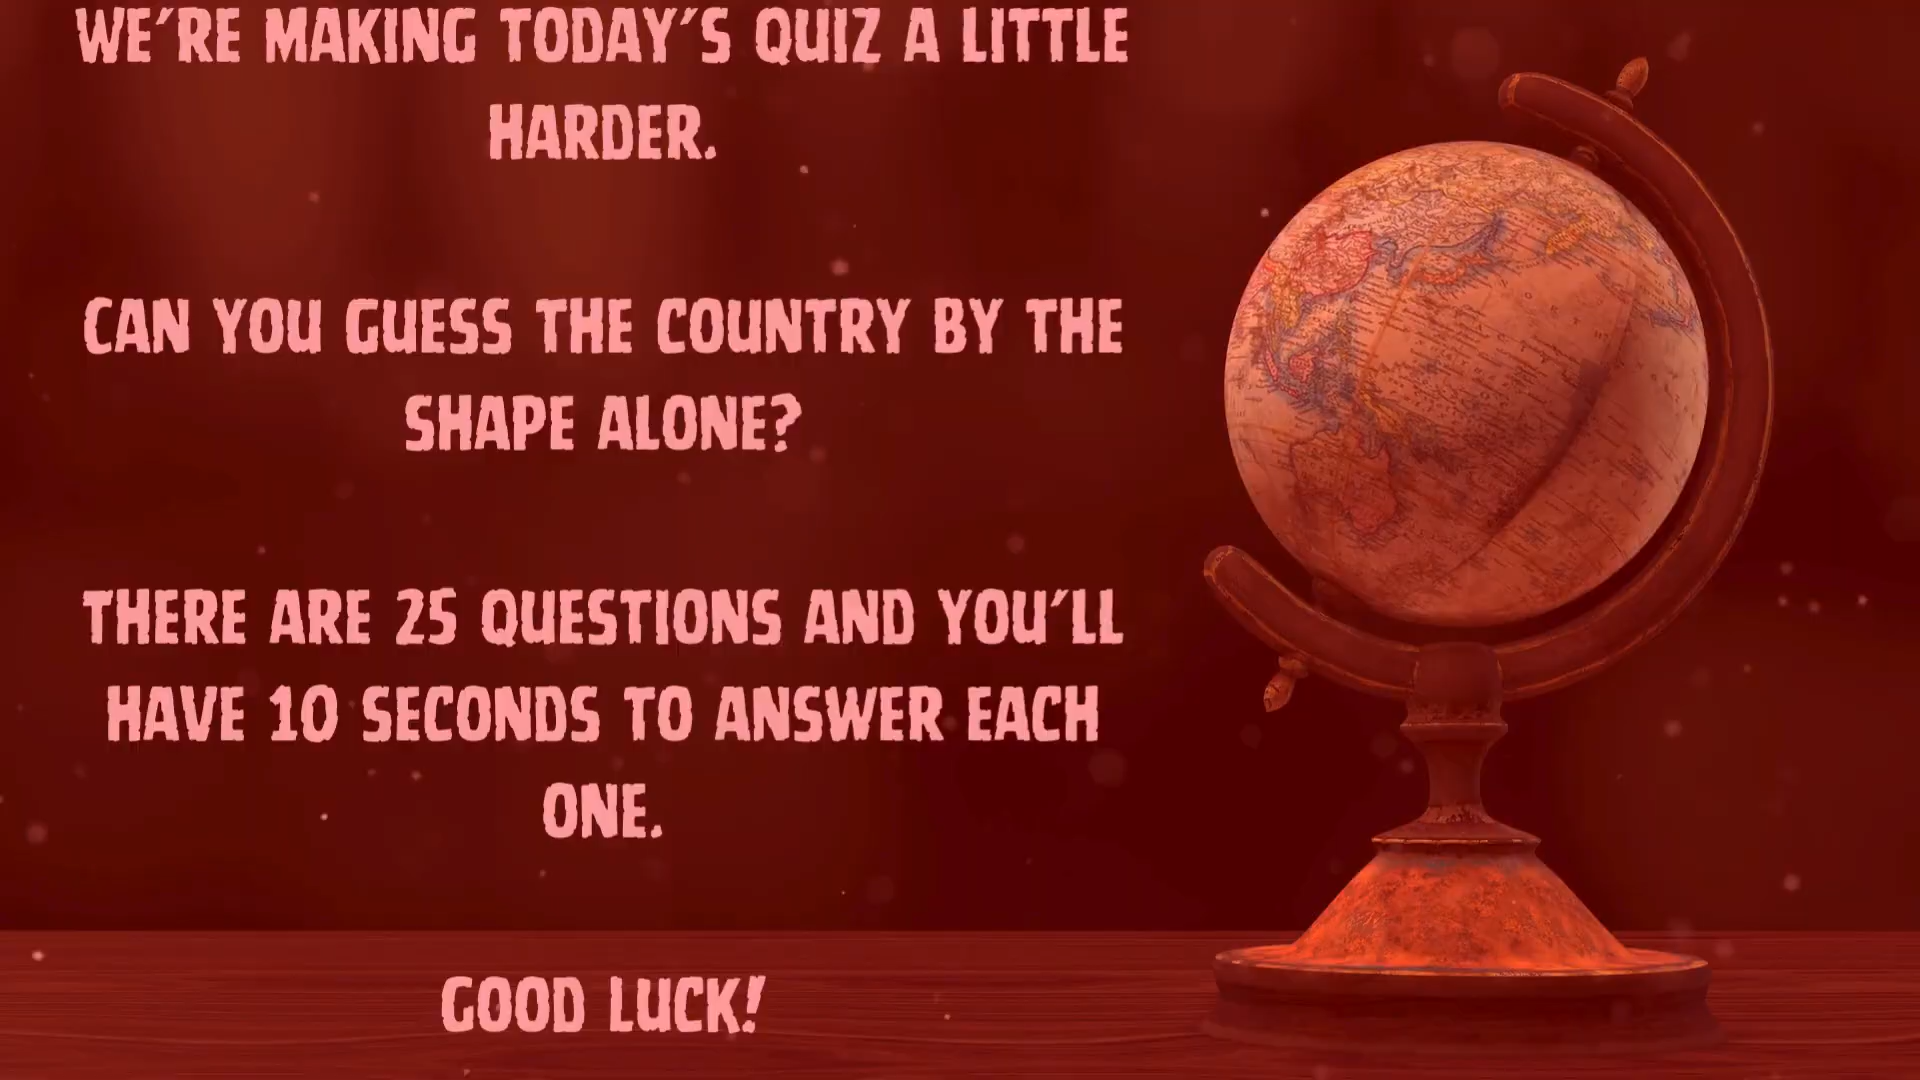 WE'RE MAKING TODAY'S QUIZ A LITTLE
HARDER.
CAN YOU GUESS THE COUNTRY BY THE
SHAPE ALONE?
THERE ARE 25 QUESTIONS AND YOU'LL
HAVE 10 SECONDS TO ANSWER EACH
ONE.
GOOD LUCK!